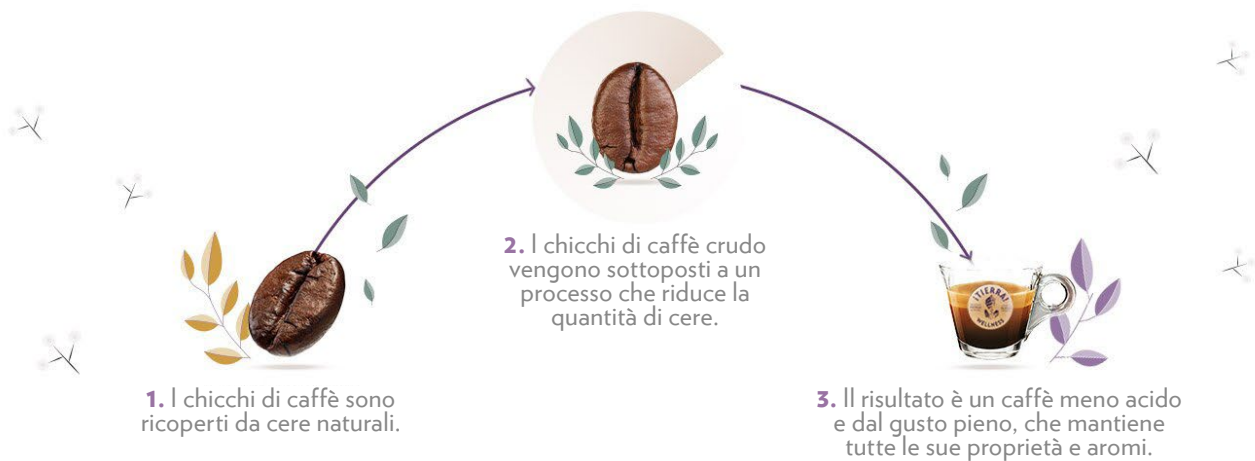 1. I chicchi di caffè sono
ricoperti da cere naturali.
2. I chicchi di caffè crudo
vengono sottoposti a un
processo che riduce la
quantità di cere.
¡TIERRA!
WELLNESS
3. Il risultato è un caffè meno acido
e dal gusto pieno, che mantiene
tutte le sue proprietà e aromi.